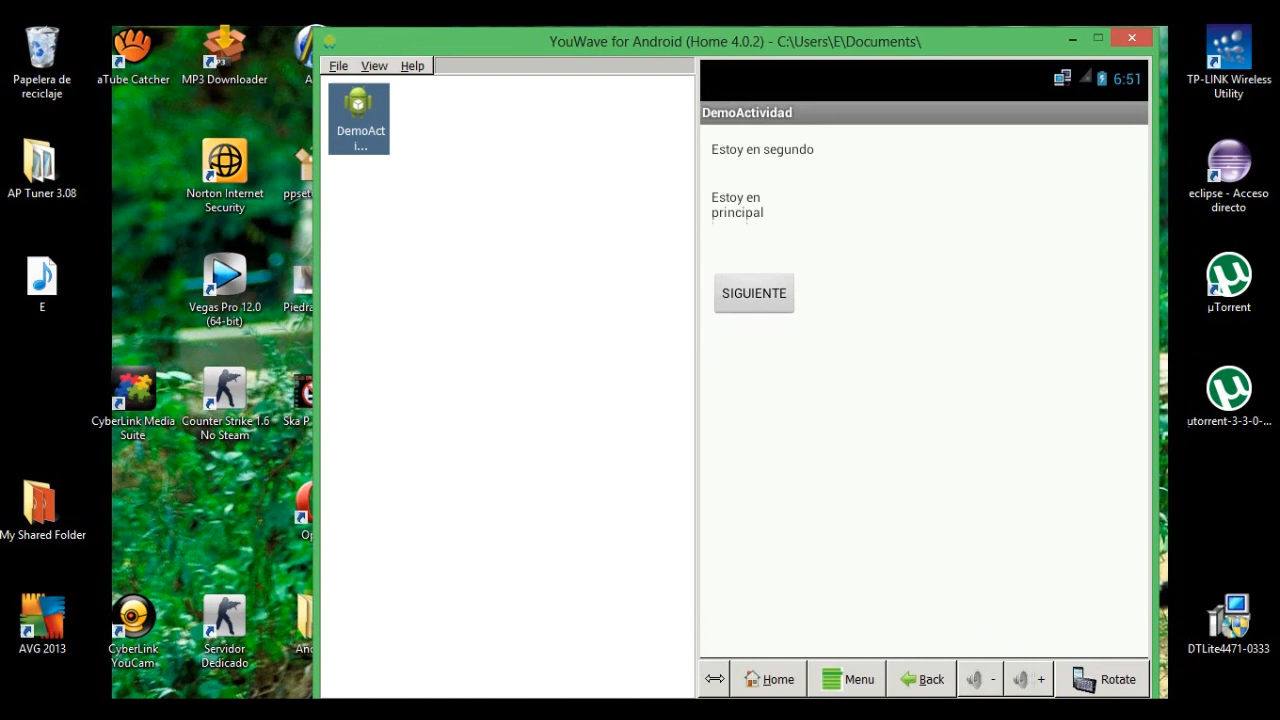 Papelera de
reciclaje
aTube Catcher
MP3 Downloader
AP Tuner 3.08
Norton Internet
Security
ppset
E
Vegas Pro 12.0
(64-bit)
Piedra
CyberLink Media
Suite
Counter Strike 1.6
No Steam
Ska P
My Shared Folder
Op
AVG 2013
CyberLink
YouCam
Servidor
Dedicado
YouWave for Android (Home 4.0.2) - C:\Users\E\Documents\
File View Help
DemoAct
i...
6:51
DemoActividad
Estoy en segundo
Estoy en
principal
SIGUIENTE
Home Menu Back - + Rotate
TP-LINK Wireless
Utility
eclipse - Acceso
directo
µTorrent
utorrent-3-3-0-...
DTLite4471-0333